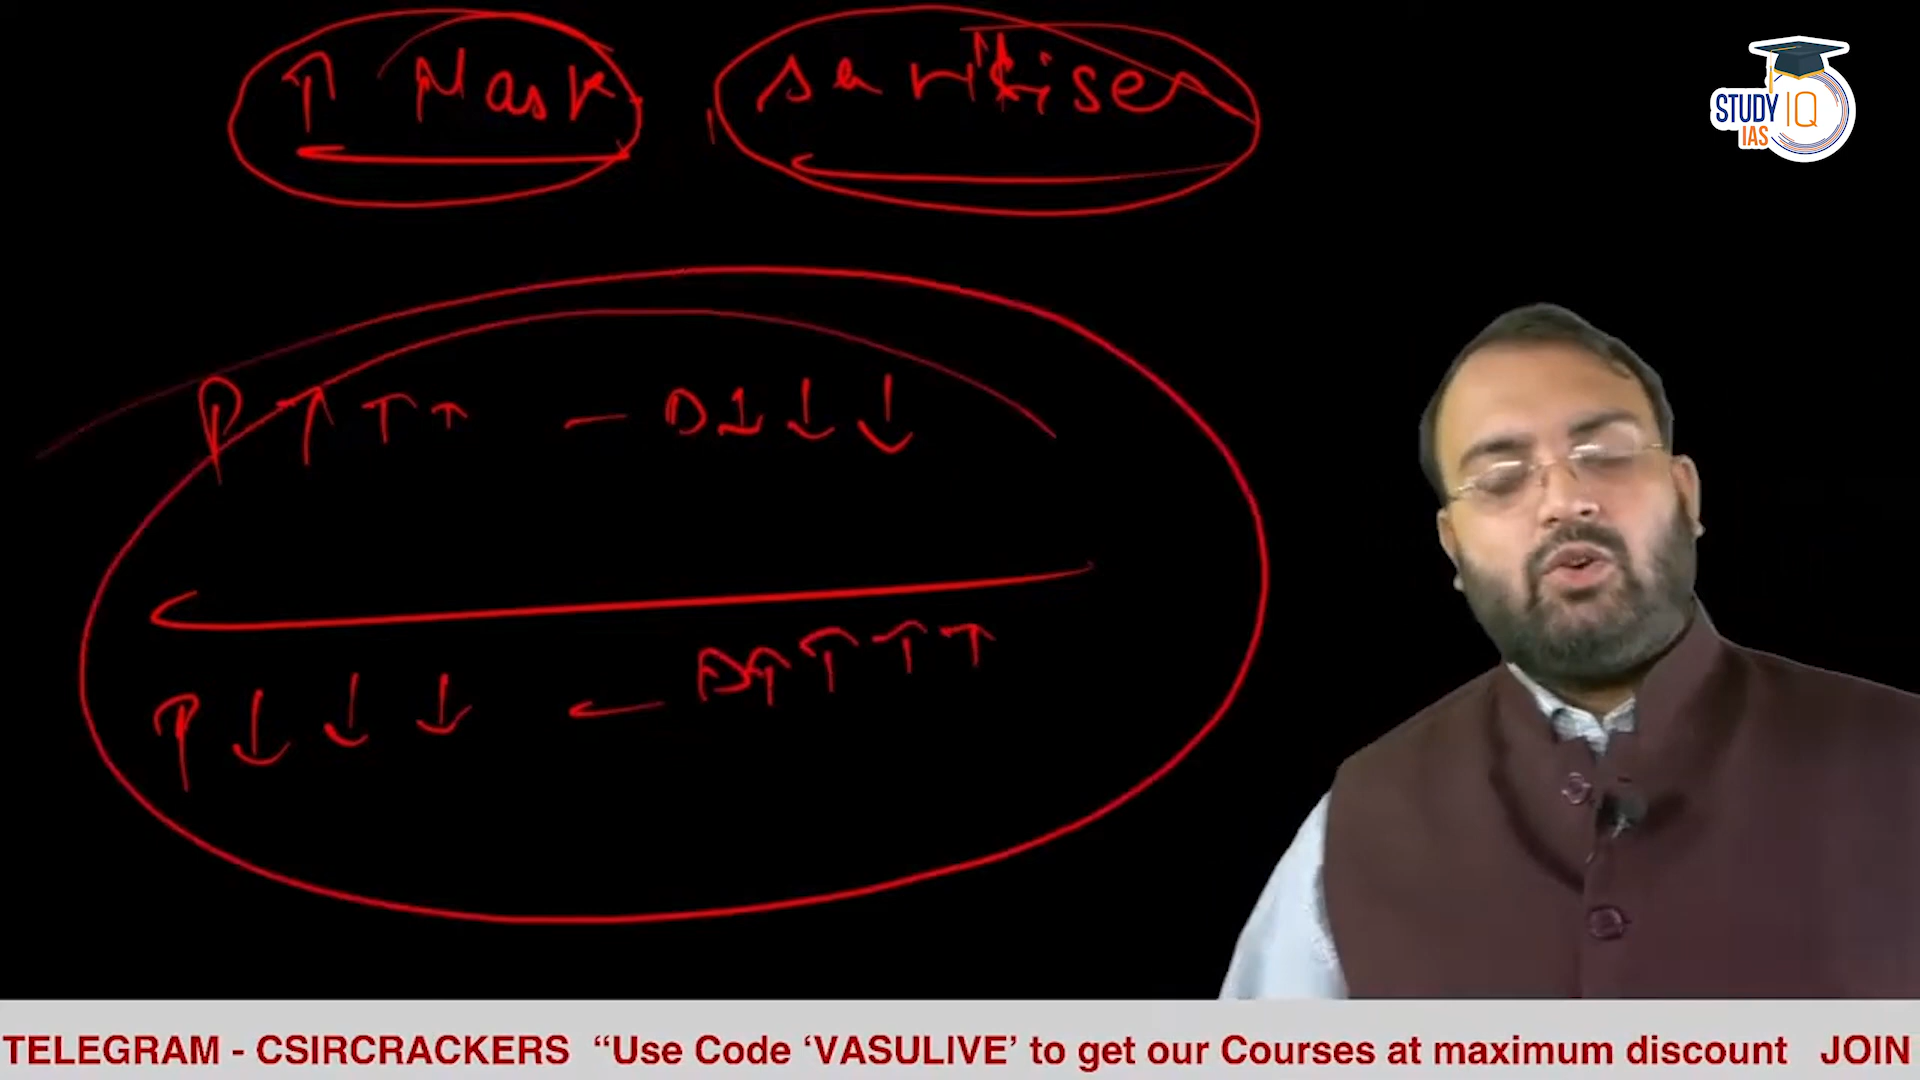 ↑ Mask sanitiser
P ↑ ↑ ↑ — D ↓ ↓ ↓
P ↓ ↓ ↓ — D ↑ ↑ ↑ ↑
STUDY IQ
IAS
TELEGRAM - CSIRCRACKERS “Use Code ‘VASULIVE’ to get our Courses at maximum discount JOIN